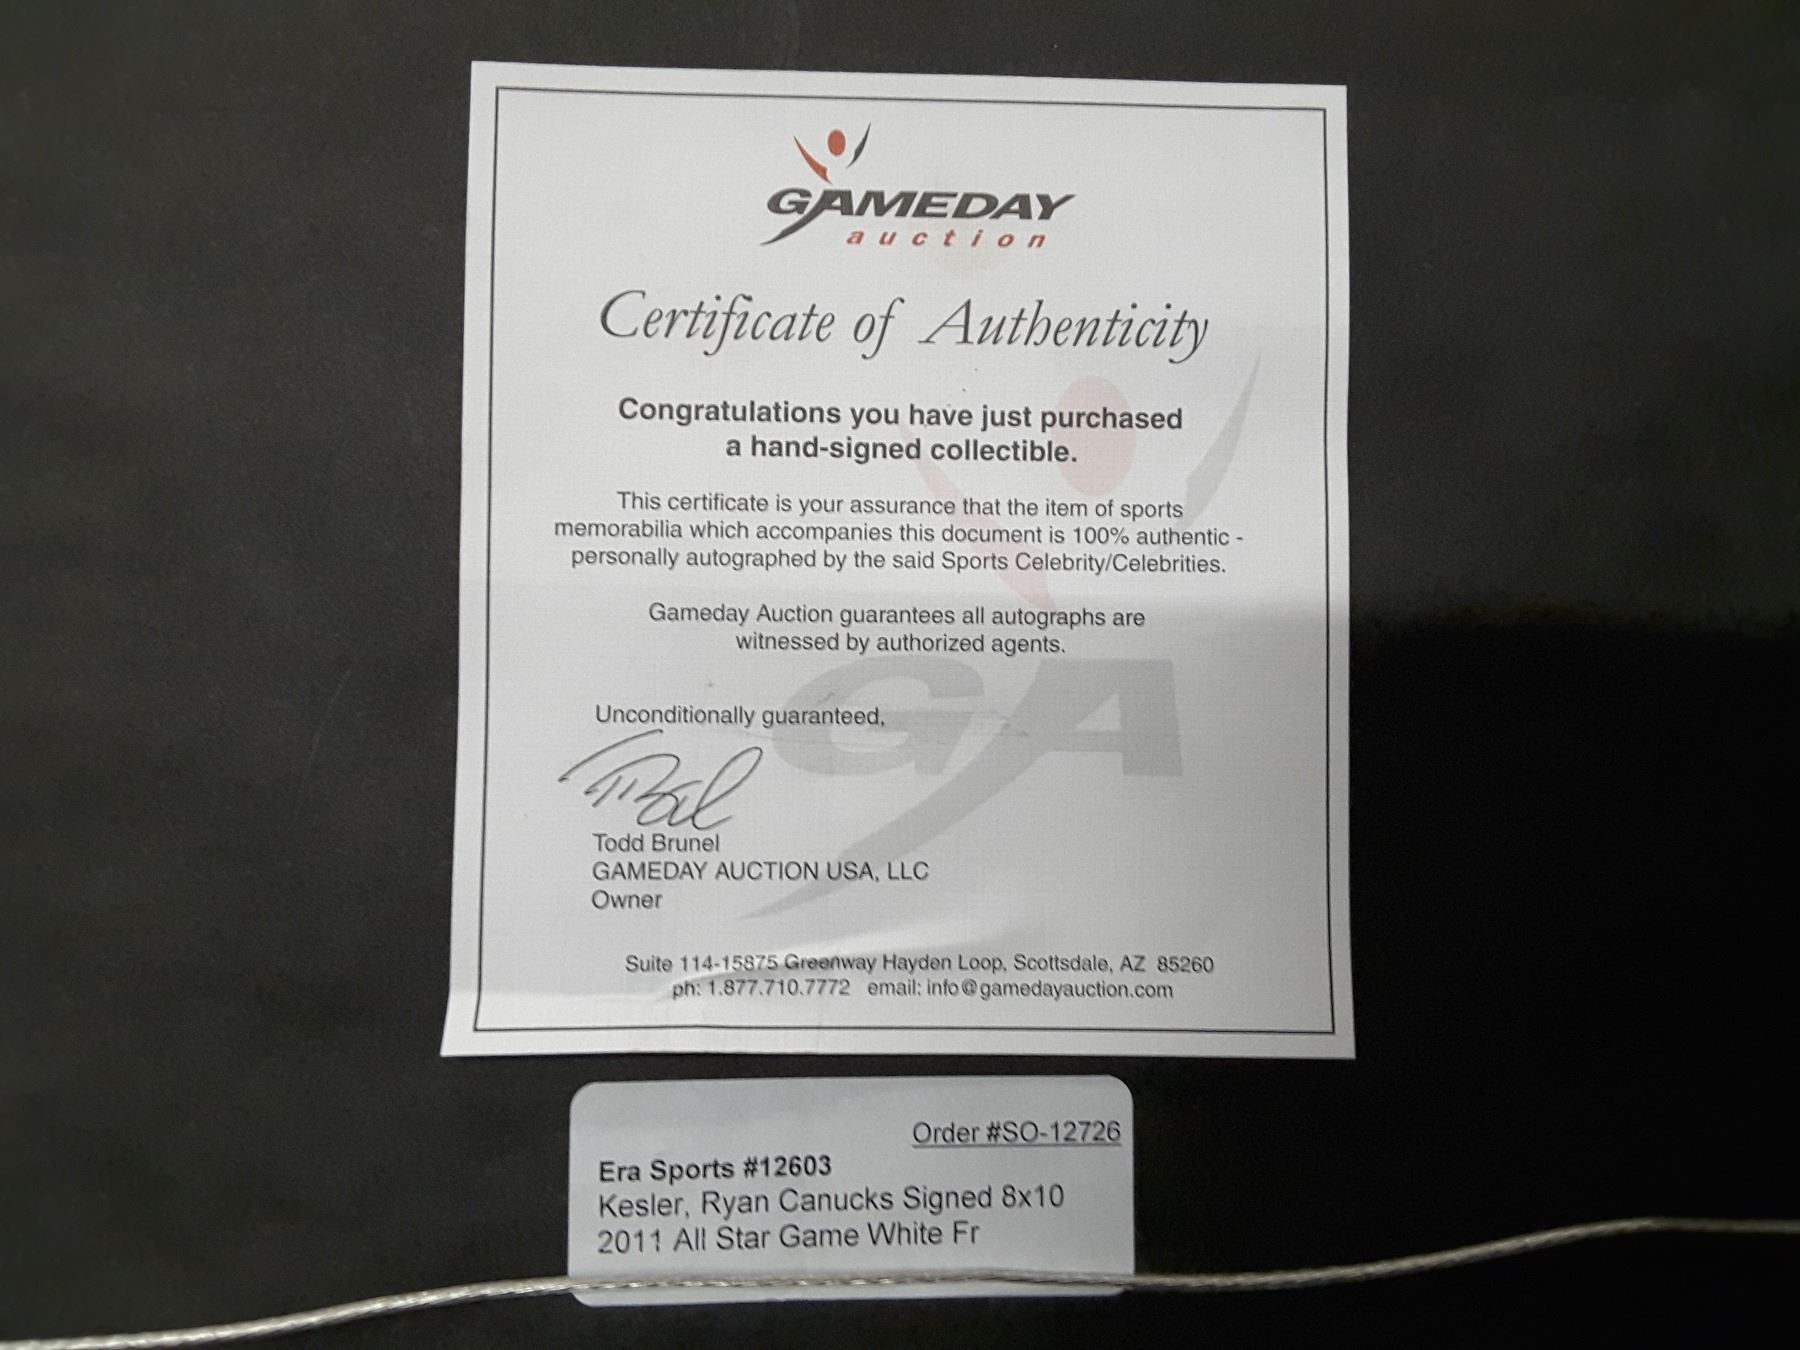 GAMEDAY
auction
Certificate of Authenticity
Congratulations you have just purchased
a hand-signed collectible.
This certificate is your assurance that the item of sports
memorabilia which accompanies this document is 100% authentic -
personally autographed by the said Sports Celebrity/Celebrities.
Gameday Auction guarantees all autographs are
witnessed by authorized agents.
GA
Unconditionally guaranteed,
Todd Brunel
GAMEDAY AUCTION USA, LLC
Owner
Suite 114-15875 Greenway Hayden Loop, Scottsdale, AZ 85260
ph: 1.877.710.7772 email: info@gamedayauction.com
Order #SO-12726
Era Sports #12603
Kesler, Ryan Canucks Signed 8x10
2011 All Star Game White Fr